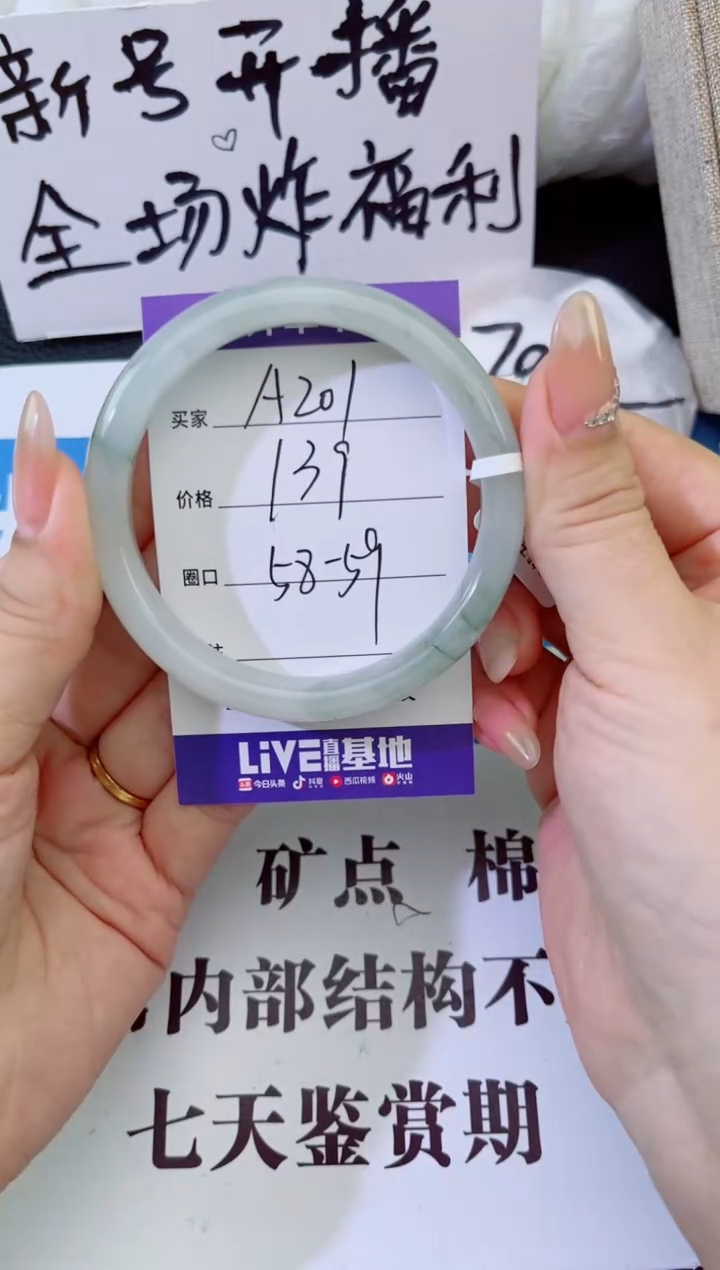 新号开播
全场炸福利
70
买家 A201
价格 139
圈口 58-59
LiVE直播基地
今日头条 抖音 西瓜视频 火山
矿点 棉
内部结构不
七天鉴赏期